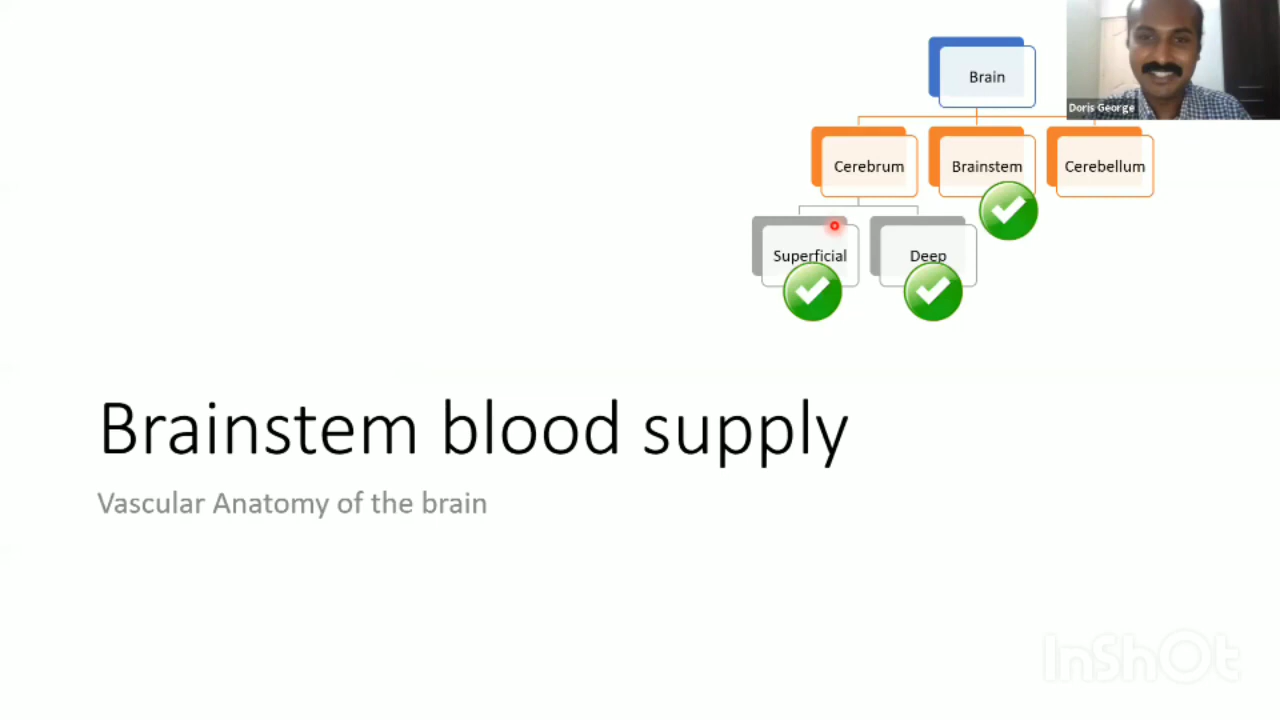 Brain
Doris George
Cerebrum
Brainstem
Cerebellum
Superficial
Deep
Brainstem blood supply
Vascular Anatomy of the brain
InShOt